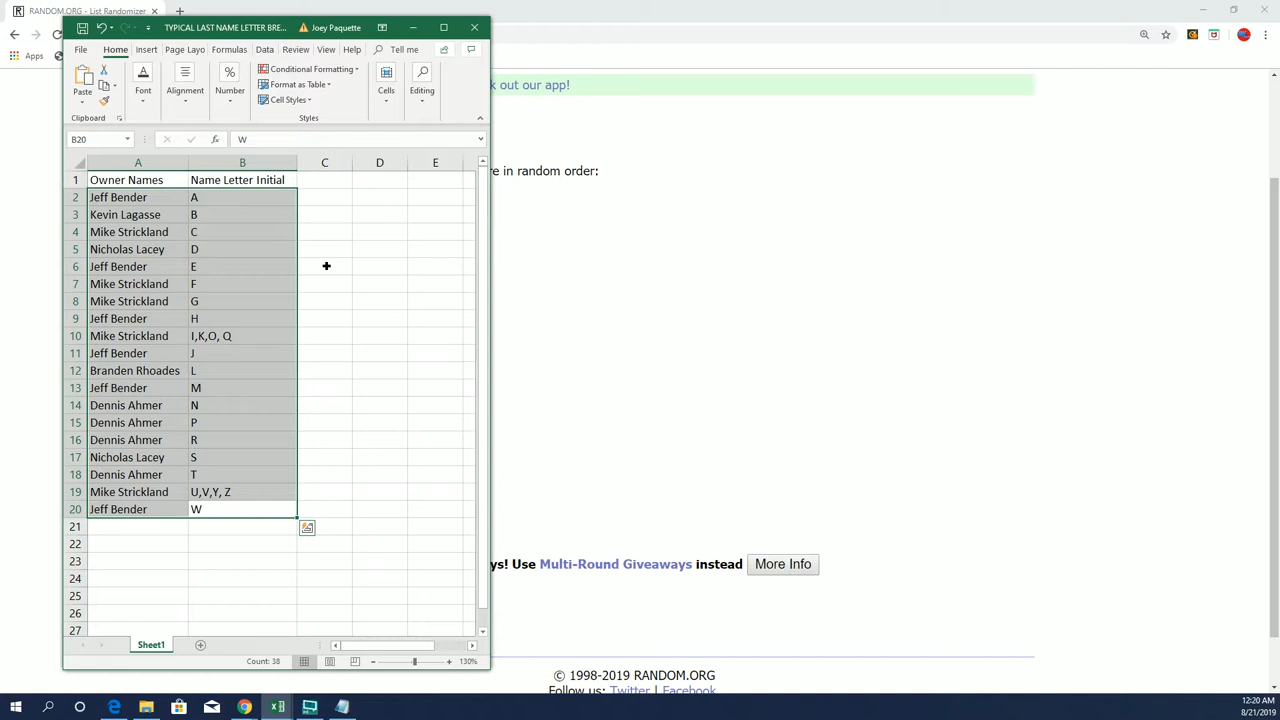 RANDOM.ORG - List Randomizer
Apps
TYPICAL LAST NAME LETTER BRE...
Joey Paquette
File Home Insert Page Layout Formulas Data Review View Help Tell me
Paste
Font
Alignment
Number
Conditional Formatting
Format as Table
Cell Styles
Cells
Editing
Clipboard
Styles
B20
fx
W
A B C D E
1 Owner Names Name Letter Initial
2 Jeff Bender A
3 Kevin Lagasse B
4 Mike Strickland C
5 Nicholas Lacey D
6 Jeff Bender E
7 Mike Strickland F
8 Mike Strickland G
9 Jeff Bender H
10 Mike Strickland I,K,O, Q
11 Jeff Bender J
12 Branden Rhoades L
13 Jeff Bender M
14 Dennis Ahmer N
15 Dennis Ahmer P
16 Dennis Ahmer R
17 Nicholas Lacey S
18 Dennis Ahmer T
19 Mike Strickland U,V,Y, Z
20 Jeff Bender W
21
22
23
24
25
26
27
Sheet1
Count: 38
130%
k out our app!
re in random order:
ys! Use Multi-Round Giveaways instead More Info
© 1998-2019 RANDOM.ORG
Follow us: Twitter | Facebook
12:20 AM
8/21/2019